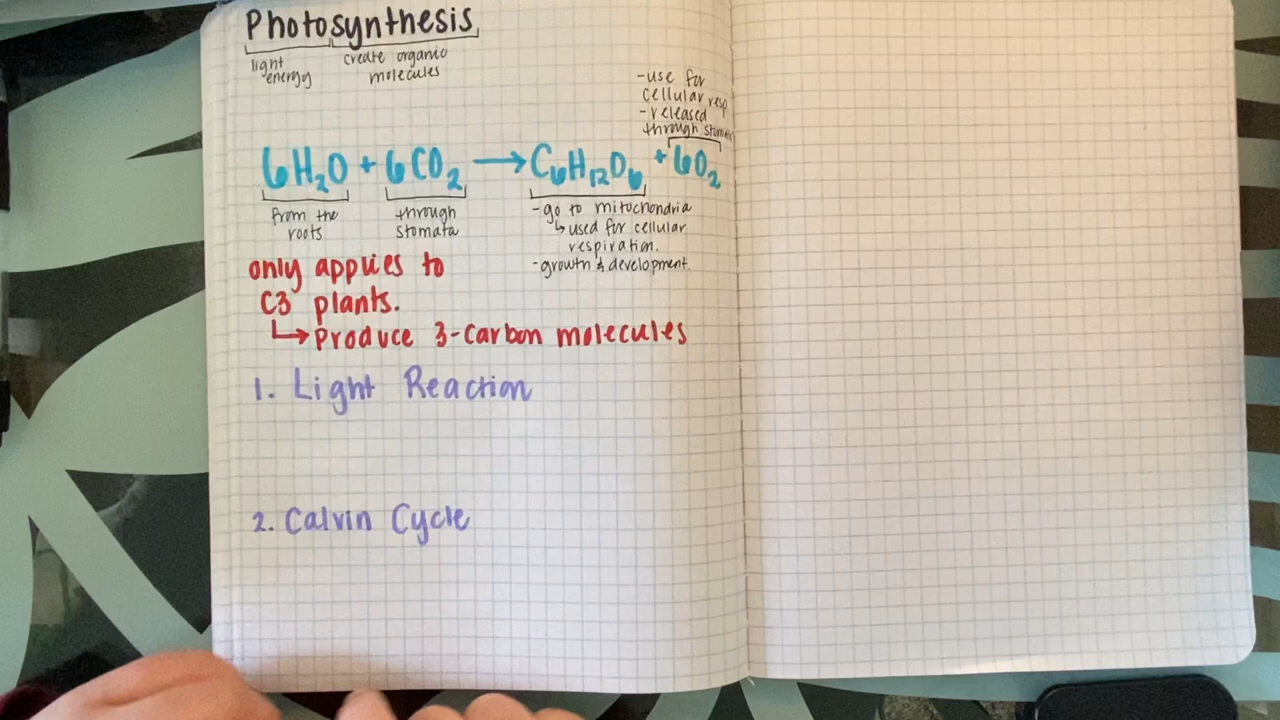 Photosynthesis
light
energy
create organic
molecules
-use for
cellular resp
-released
through stomata
6H₂O + 6CO₂ → C₆H₁₂O₆ + 6O₂
from the
roots
through
stomata
-go to mitochondria
↳ used for cellular
respiration.
-growth & development.
only applies to
C3 plants.
↳ Produce 3-carbon molecules
1. Light Reaction
2. Calvin Cycle